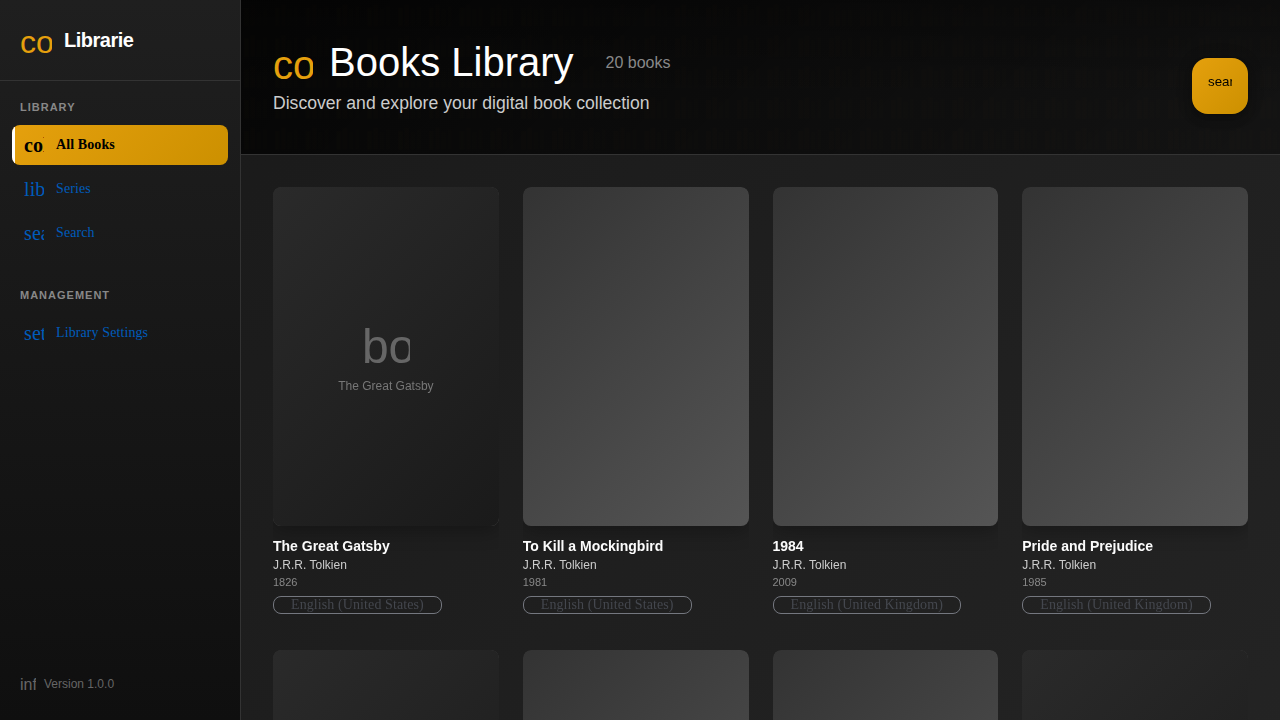 co Librarie
LIBRARY
co All Books
lib Series
sea Search
MANAGEMENT
set Library Settings
inf Version 1.0.0
co Books Library 20 books
Discover and explore your digital book collection
sear
bo
The Great Gatsby
The Great Gatsby
J.R.R. Tolkien
1826
English (United States)
To Kill a Mockingbird
J.R.R. Tolkien
1981
English (United States)
1984
J.R.R. Tolkien
2009
English (United Kingdom)
Pride and Prejudice
J.R.R. Tolkien
1985
English (United Kingdom)